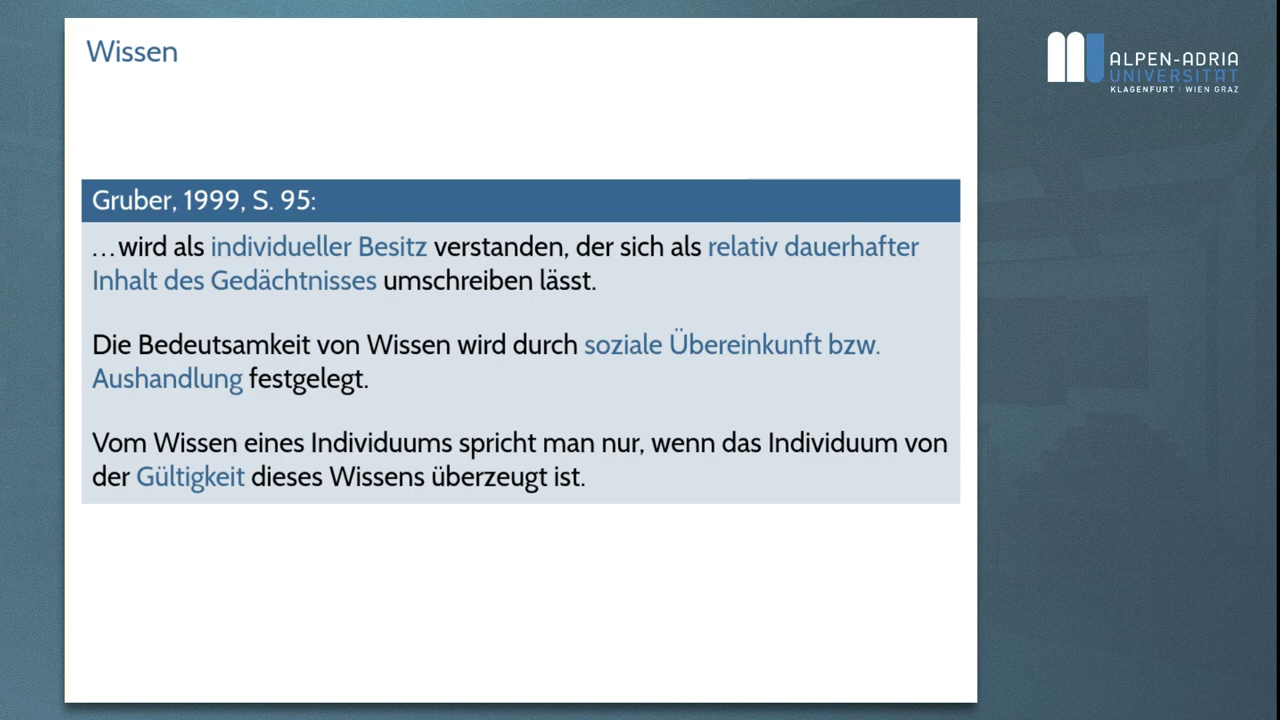 Wissen
ALPEN-ADRIA
UNIVERSITÄT
KLAGENFURT | WIEN GRAZ
Gruber, 1999, S. 95:
…wird als individueller Besitz verstanden, der sich als relativ dauerhafter
Inhalt des Gedächtnisses umschreiben lässt.
Die Bedeutsamkeit von Wissen wird durch soziale Übereinkunft bzw.
Aushandlung festgelegt.
Vom Wissen eines Individuums spricht man nur, wenn das Individuum von
der Gültigkeit dieses Wissens überzeugt ist.